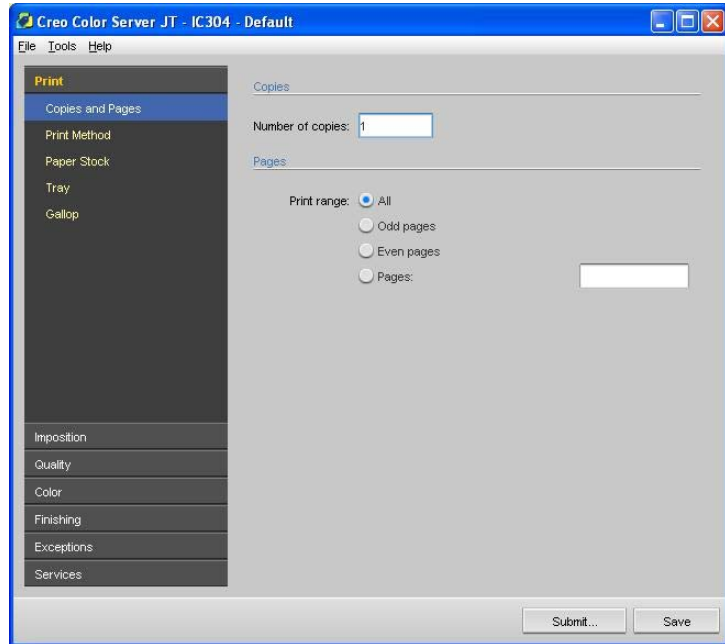 Creo Color Server JT - IC304 - Default
File Tools Help
Print
Copies and Pages
Print Method
Paper Stock
Tray
Gallop
Imposition
Quality
Color
Finishing
Exceptions
Services
Copies
Number of copies: 1
Pages
Print range: All
Odd pages
Even pages
Pages:
Submit... Save